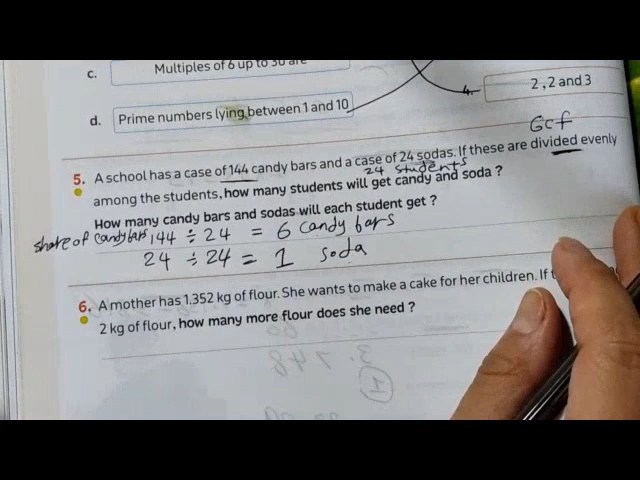 c.
Multiples of 6 up to 30 are
2 , 2 and 3
4.
d. Prime numbers lying between 1 and 10
Gcf
5. A school has a case of 144 candy bars and a case of 24 sodas. If these are divided evenly
24 students
among the students, how many students will get candy and soda ?
How many candy bars and sodas will each student get ?
share of candy bars 144 ÷ 24 = 6 candy bars
24 ÷ 24 = 1 soda
6. A mother has 1.352 kg of flour. She wants to make a cake for her children. If
2 kg of flour, how many more flour does she need ?